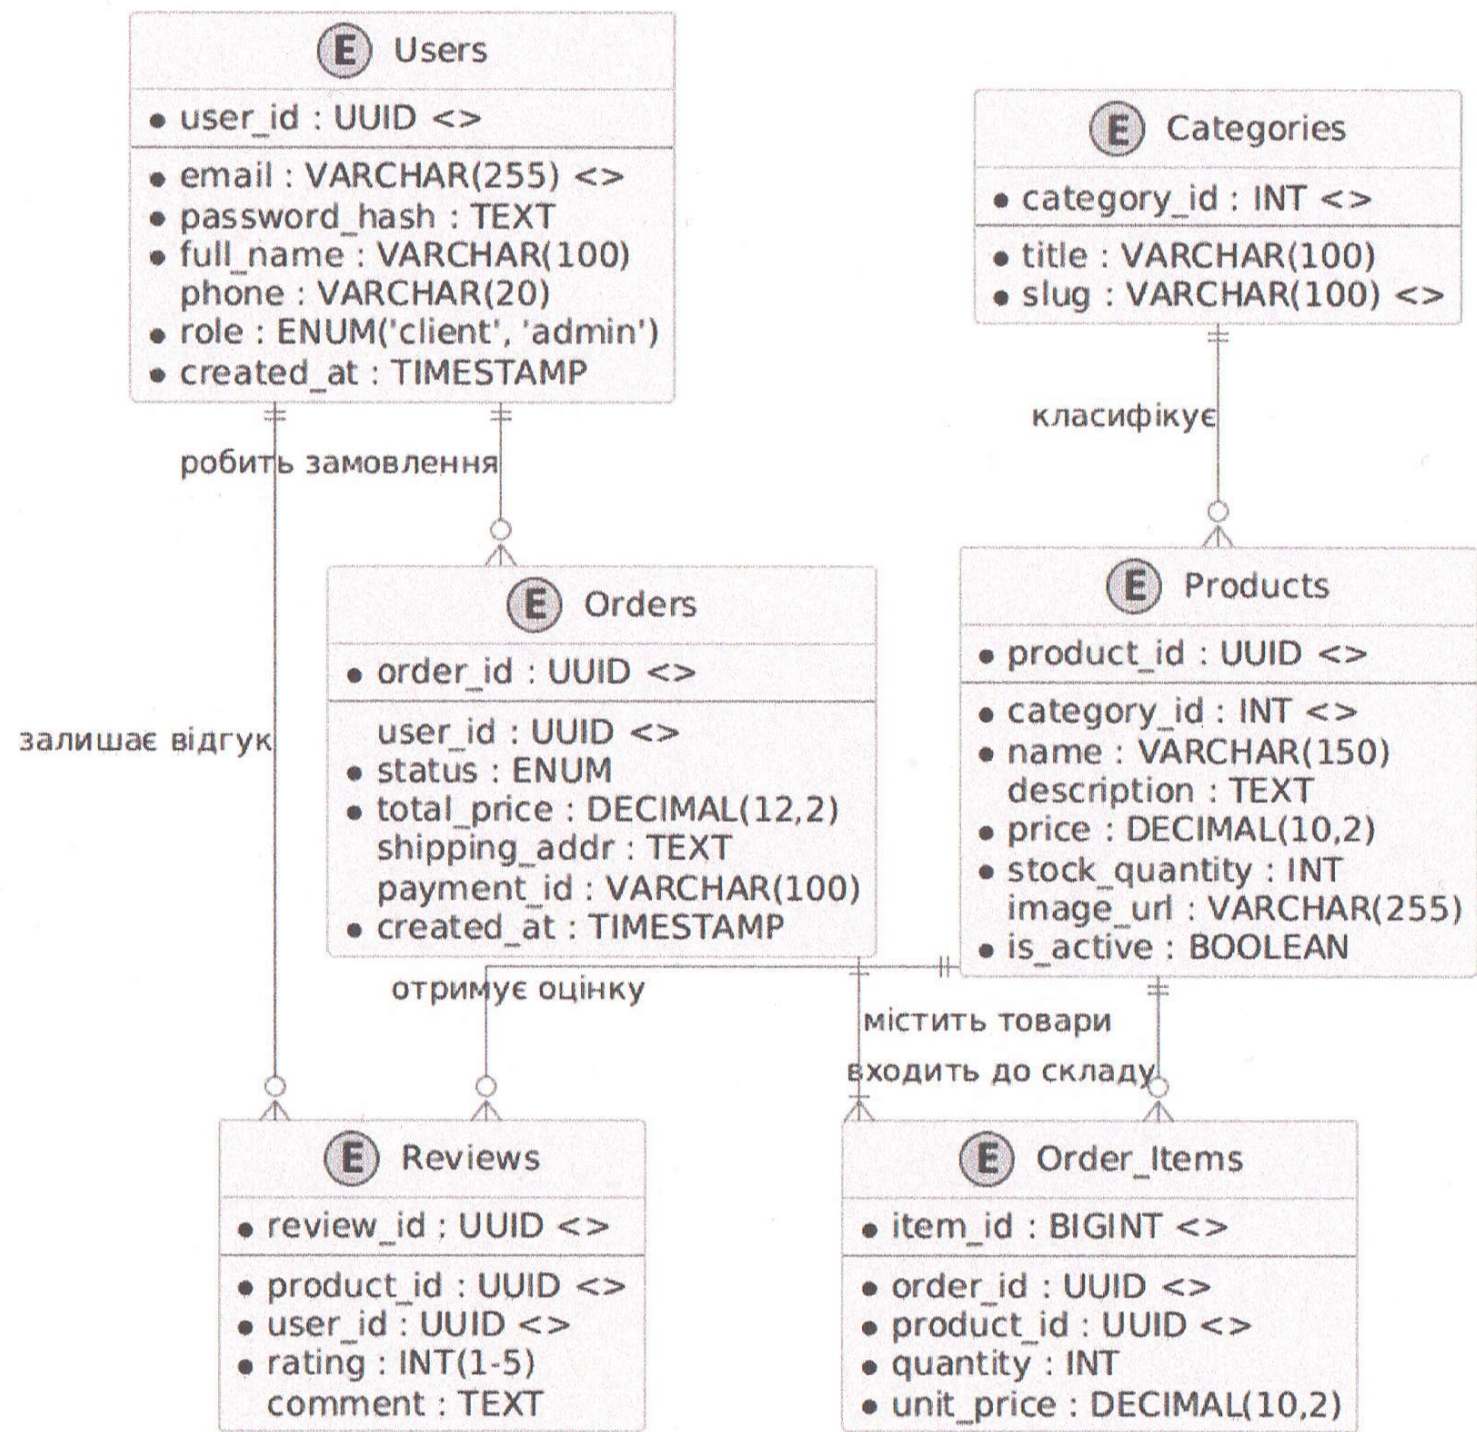 E Users
• user_id : UUID <>
• email : VARCHAR(255) <>
• password_hash : TEXT
• full_name : VARCHAR(100)
phone : VARCHAR(20)
• role : ENUM('client', 'admin')
• created_at : TIMESTAMP
E Categories
• category_id : INT <>
• title : VARCHAR(100)
• slug : VARCHAR(100) <>
робить замовлення
класифікує
E Orders
• order_id : UUID <>
user_id : UUID <>
• status : ENUM
• total_price : DECIMAL(12,2)
shipping_addr : TEXT
payment_id : VARCHAR(100)
• created_at : TIMESTAMP
E Products
• product_id : UUID <>
• category_id : INT <>
• name : VARCHAR(150)
description : TEXT
• price : DECIMAL(10,2)
• stock_quantity : INT
image_url : VARCHAR(255)
• is_active : BOOLEAN
залишає відгук
отримує оцінку
містить товари
входить до складу
E Reviews
• review_id : UUID <>
• product_id : UUID <>
• user_id : UUID <>
• rating : INT(1-5)
comment : TEXT
E Order_Items
• item_id : BIGINT <>
• order_id : UUID <>
• product_id : UUID <>
• quantity : INT
• unit_price : DECIMAL(10,2)